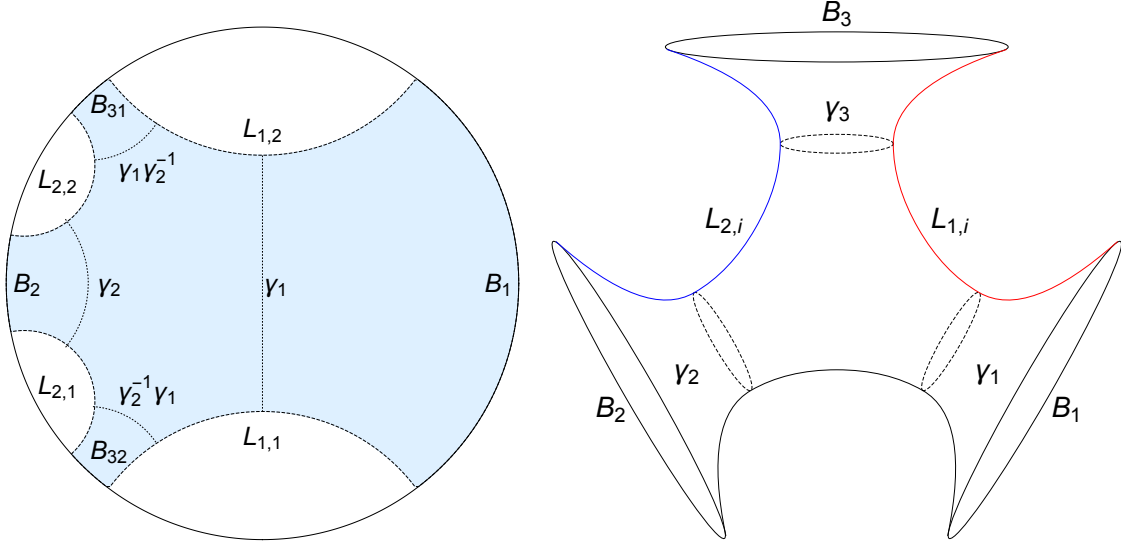 B₃₁
L₁,₂
γ₁γ₂⁻¹
L₂,₂
B₂
γ₂
γ₁
B₁
L₂,₁
γ₂⁻¹γ₁
B₃₂
L₁,₁
B₃
γ₃
L₂,ᵢ
L₁,ᵢ
γ₂
γ₁
B₂
B₁